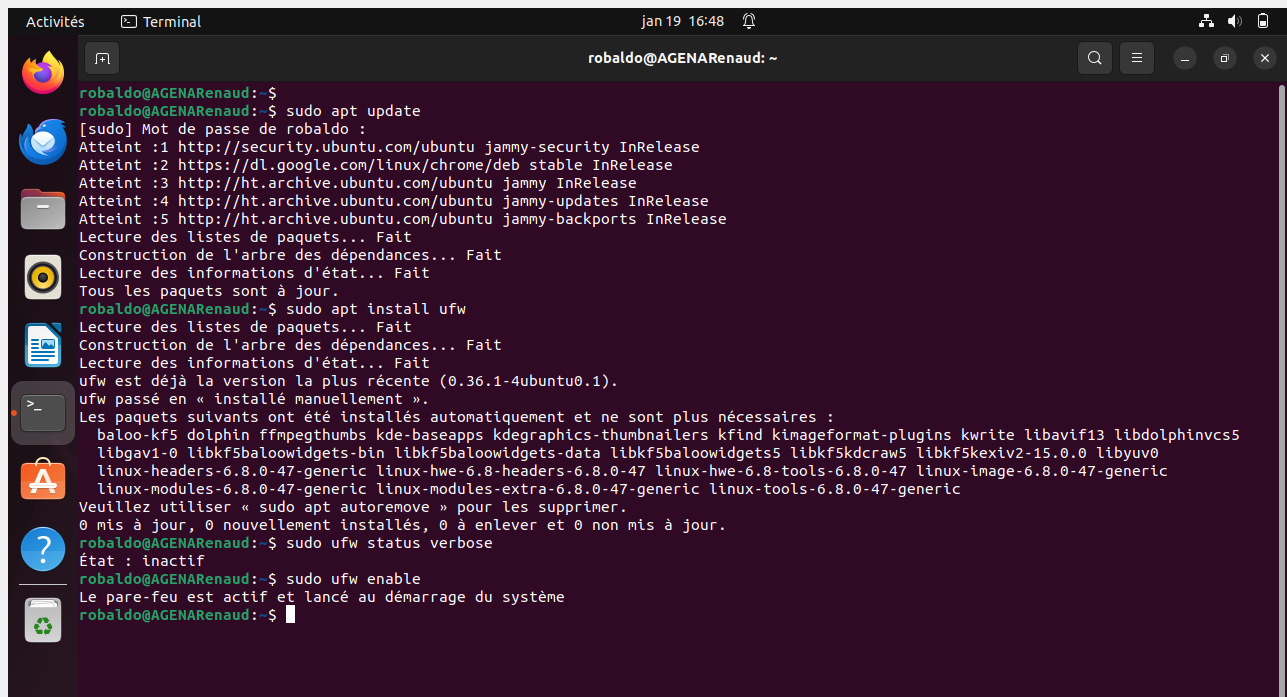 Activités
Terminal
jan 19 16:48
robaldo@AGENARenaud: ~
robaldo@AGENARenaud:~$
robaldo@AGENARenaud:~$ sudo apt update
[sudo] Mot de passe de robaldo :
Atteint :1 http://security.ubuntu.com/ubuntu jammy-security InRelease
Atteint :2 https://dl.google.com/linux/chrome/deb stable InRelease
Atteint :3 http://ht.archive.ubuntu.com/ubuntu jammy InRelease
Atteint :4 http://ht.archive.ubuntu.com/ubuntu jammy-updates InRelease
Atteint :5 http://ht.archive.ubuntu.com/ubuntu jammy-backports InRelease
Lecture des listes de paquets... Fait
Construction de l'arbre des dépendances... Fait
Lecture des informations d'état... Fait
Tous les paquets sont à jour.
robaldo@AGENARenaud:~$ sudo apt install ufw
Lecture des listes de paquets... Fait
Construction de l'arbre des dépendances... Fait
Lecture des informations d'état... Fait
ufw est déjà la version la plus récente (0.36.1-4ubuntu0.1).
ufw passé en « installé manuellement ».
Les paquets suivants ont été installés automatiquement et ne sont plus nécessaires :
  baloo-kf5 dolphin ffmpegthumbs kde-baseapps kdegraphics-thumbnailers kfind kimageformat-plugins kwrite libavif13 libdolphinvcs5
  libgav1-0 libkf5baloowidgets-bin libkf5baloowidgets-data libkf5baloowidgets5 libkf5kdcraw5 libkf5kexiv2-15.0.0 libyuv0
  linux-headers-6.8.0-47-generic linux-hwe-6.8-headers-6.8.0-47 linux-hwe-6.8-tools-6.8.0-47 linux-image-6.8.0-47-generic
  linux-modules-6.8.0-47-generic linux-modules-extra-6.8.0-47-generic linux-tools-6.8.0-47-generic
Veuillez utiliser « sudo apt autoremove » pour les supprimer.
0 mis à jour, 0 nouvellement installés, 0 à enlever et 0 non mis à jour.
robaldo@AGENARenaud:~$ sudo ufw status verbose
État : inactif
robaldo@AGENARenaud:~$ sudo ufw enable
Le pare-feu est actif et lancé au démarrage du système
robaldo@AGENARenaud:~$